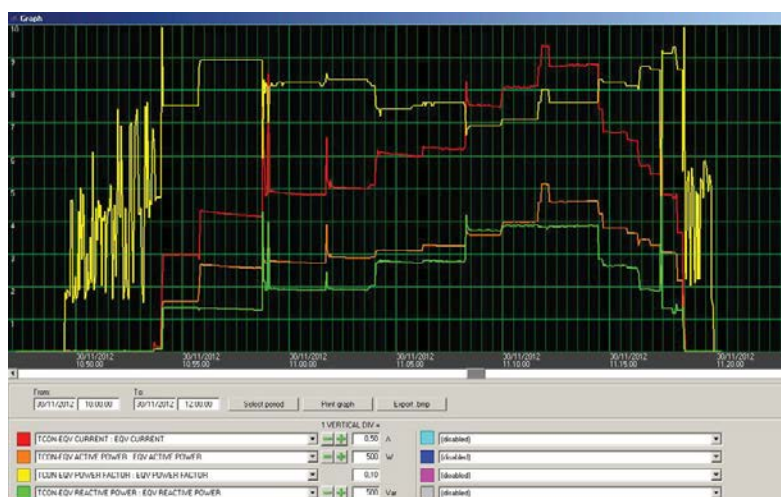 Graph
10
9
8
7
6
5
4
3
2
1
30/11/2012 30/11/2012 30/11/2012 30/11/2012 30/11/2012 30/11/2012 30/11/2012
10:50:00 10:55:00 11:00:00 11:05:00 11:10:00 11:15:00 11:20:00
From: To:
30/11/2012 10:00:00 30/11/2012 12:00:00 Select period Print graph Export .bmp
1 VERTICAL DIV =
TCON-EQV CURRENT : EQV CURRENT 0,50 A (disabled)
TCON-EQV ACTIVE POWER : EQV ACTIVE POWER 500 W (disabled)
TCON-EQV POWER FACTOR : EQV POWER FACTOR 0,10 (disabled)
TCON-EQV REACTIVE POWER : EQV REACTIVE POWER 500 Var (disabled)